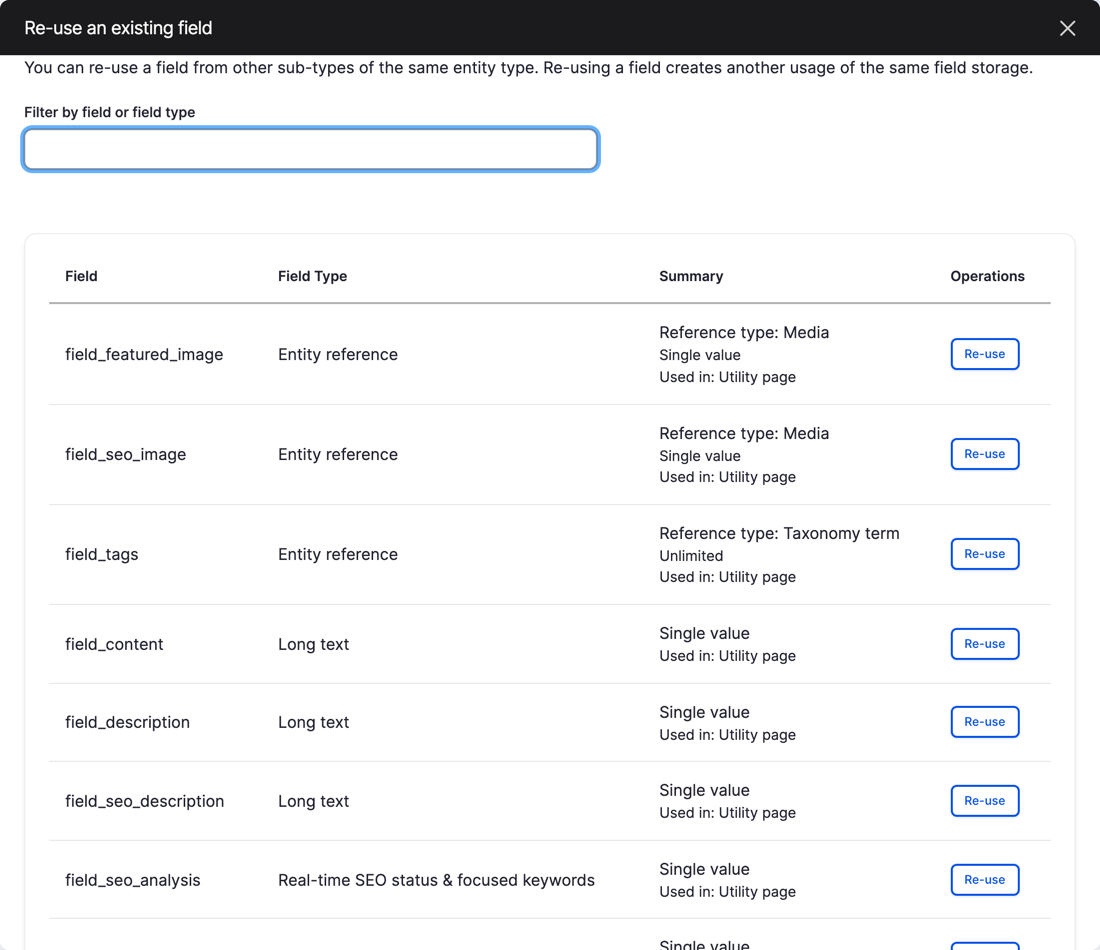 Re-use an existing field
You can re-use a field from other sub-types of the same entity type. Re-using a field creates another usage of the same field storage.
Filter by field or field type
Field Field Type Summary Operations
field_featured_image Entity reference Reference type: Media Re-use
Single value
Used in: Utility page
field_seo_image Entity reference Reference type: Media Re-use
Single value
Used in: Utility page
field_tags Entity reference Reference type: Taxonomy term Re-use
Unlimited
Used in: Utility page
field_content Long text Single value Re-use
Used in: Utility page
field_description Long text Single value Re-use
Used in: Utility page
field_seo_description Long text Single value Re-use
Used in: Utility page
field_seo_analysis Real-time SEO status & focused keywords Single value Re-use
Used in: Utility page
Single value